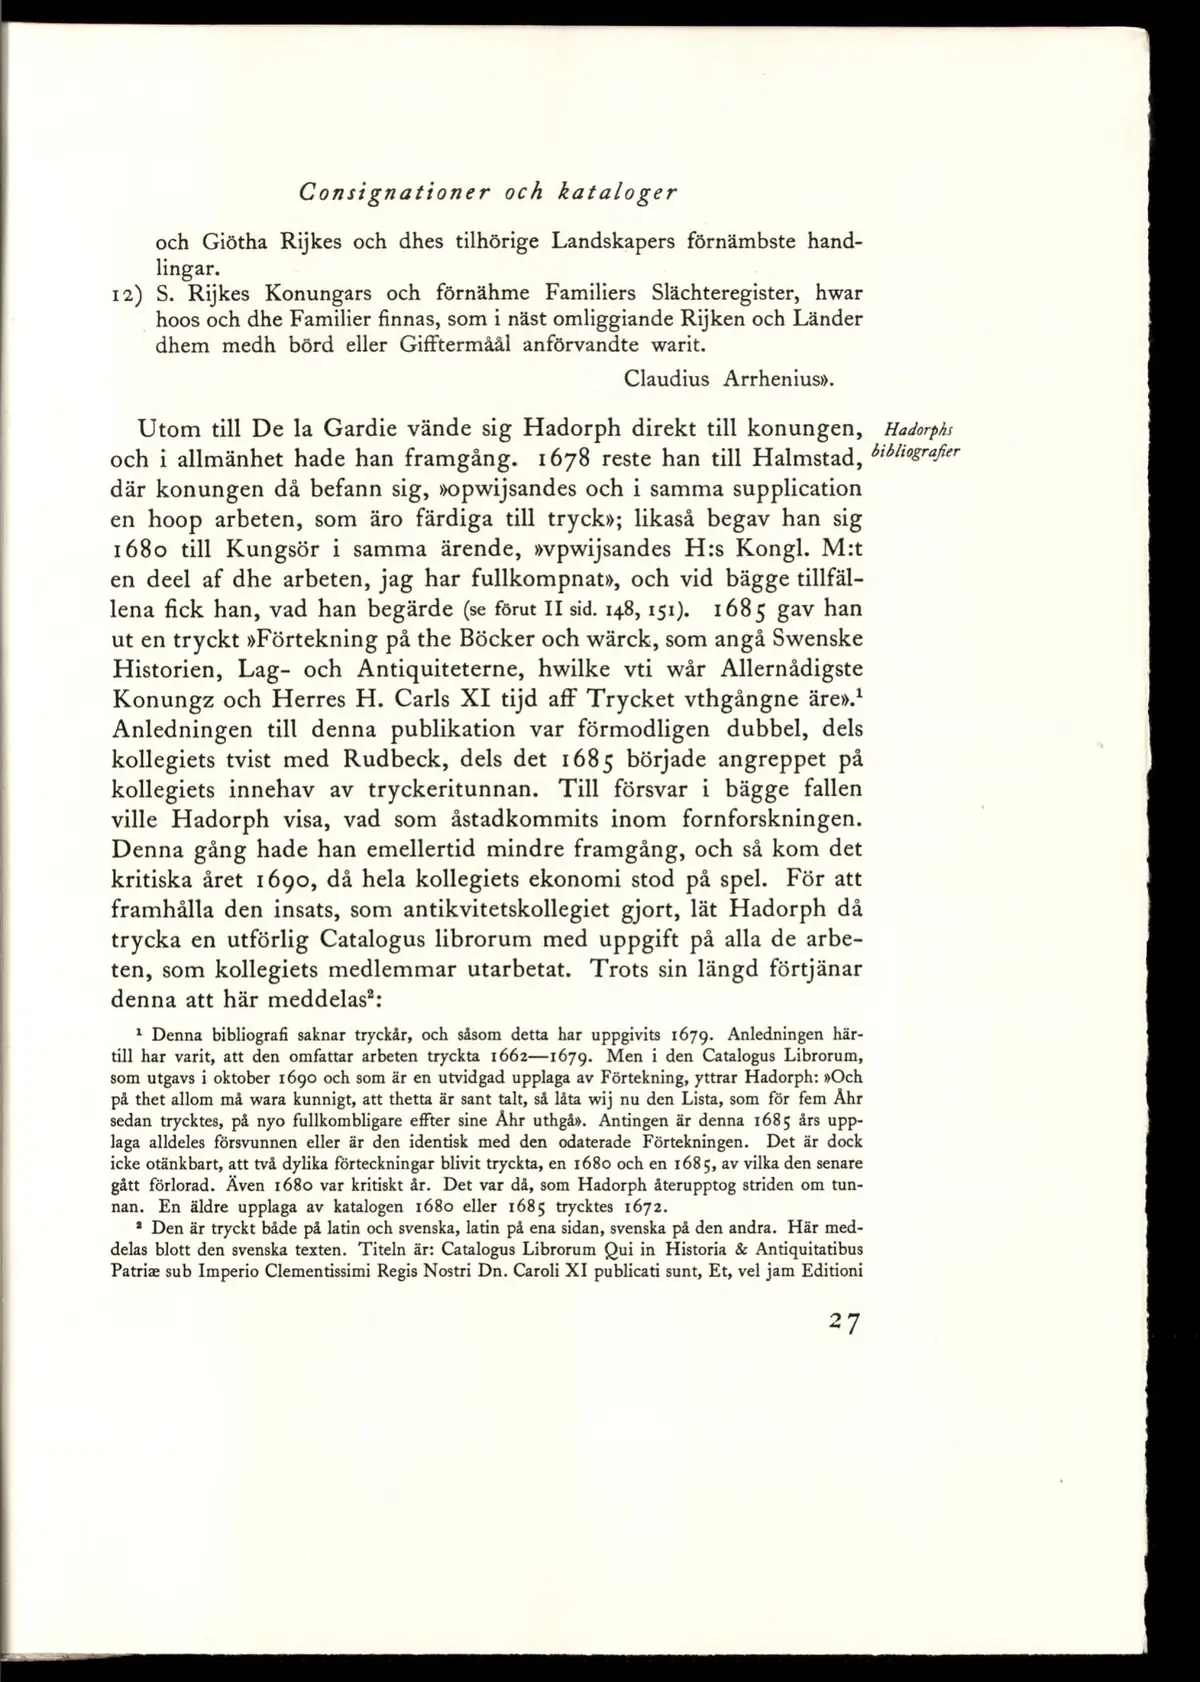 Consignationer och kataloger
och Giötha Rijkes och dhes tilhörige Landskapers förnämbste hand-
lingar.
12) S. Rijkes Konungars och förnähme Familiers Slächteregister, hwar
hoos och dhe Familier finnas, som i näst omliggiande Rijken och Länder
dhem medh börd eller Gifftermåål anförvandte warit.
Claudius Arrhenius».
Utom till De la Gardie vände sig Hadorph direkt till konungen,
och i allmänhet hade han framgång. 1678 reste han till Halmstad,
där konungen då befann sig, »opwijsandes och i samma supplication
en hoop arbeten, som äro färdiga till tryck»; likaså begav han sig
1680 till Kungsör i samma ärende, »vpwijsandes H:s Kongl. M:t
en deel af dhe arbeten, jag har fullkompnat», och vid bägge tillfäl-
lena fick han, vad han begärde (se förut II sid. 148, 151). 1685 gav han
ut en tryckt »Förtekning på the Böcker och wärck, som angå Swenske
Historien, Lag- och Antiquiteterne, hwilke vti wår Allernådigste
Konungz och Herres H. Carls XI tijd aff Trycket vthgångne äre».¹
Anledningen till denna publikation var förmodligen dubbel, dels
kollegiets tvist med Rudbeck, dels det 1685 började angreppet på
kollegiets innehav av tryckeritunnan. Till försvar i bägge fallen
ville Hadorph visa, vad som åstadkommits inom fornforskningen.
Denna gång hade han emellertid mindre framgång, och så kom det
kritiska året 1690, då hela kollegiets ekonomi stod på spel. För att
framhålla den insats, som antikvitetskollegiet gjort, lät Hadorph då
trycka en utförlig Catalogus librorum med uppgift på alla de arbe-
ten, som kollegiets medlemmar utarbetat. Trots sin längd förtjänar
denna att här meddelas²:
Hadorphs
bibliografier
¹ Denna bibliografi saknar tryckår, och såsom detta har uppgivits 1679. Anledningen här-
till har varit, att den omfattar arbeten tryckta 1662—1679. Men i den Catalogus Librorum,
som utgavs i oktober 1690 och som är en utvidgad upplaga av Förtekning, yttrar Hadorph: »Och
på thet allom må wara kunnigt, att thetta är sant talt, så låta wij nu den Lista, som för fem Åhr
sedan trycktes, på nyo fullkombligare effter sine Åhr uthgå». Antingen är denna 1685 års upp-
laga alldeles försvunnen eller är den identisk med den odaterade Förtekningen. Det är dock
icke otänkbart, att två dylika förteckningar blivit tryckta, en 1680 och en 1685, av vilka den senare
gått förlorad. Även 1680 var kritiskt år. Det var då, som Hadorph återupptog striden om tun-
nan. En äldre upplaga av katalogen 1680 eller 1685 trycktes 1672.
² Den är tryckt både på latin och svenska, latin på ena sidan, svenska på den andra. Här med-
delas blott den svenska texten. Titeln är: Catalogus Librorum Qui in Historia & Antiquitatibus
Patriæ sub Imperio Clementissimi Regis Nostri Dn. Caroli XI publicati sunt, Et, vel jam Editioni
27